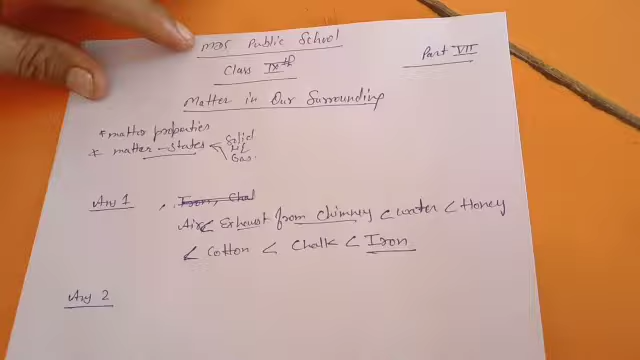 MDS Public School
Class IXth
Part VII
Matter in Our Surrounding
* matter properties
* matter - states < Solid
Gas.
Ans 1
Iron, Chal
Air < Exhaust from chimney < water < Honey
< Cotton < Chalk < Iron
Ans 2